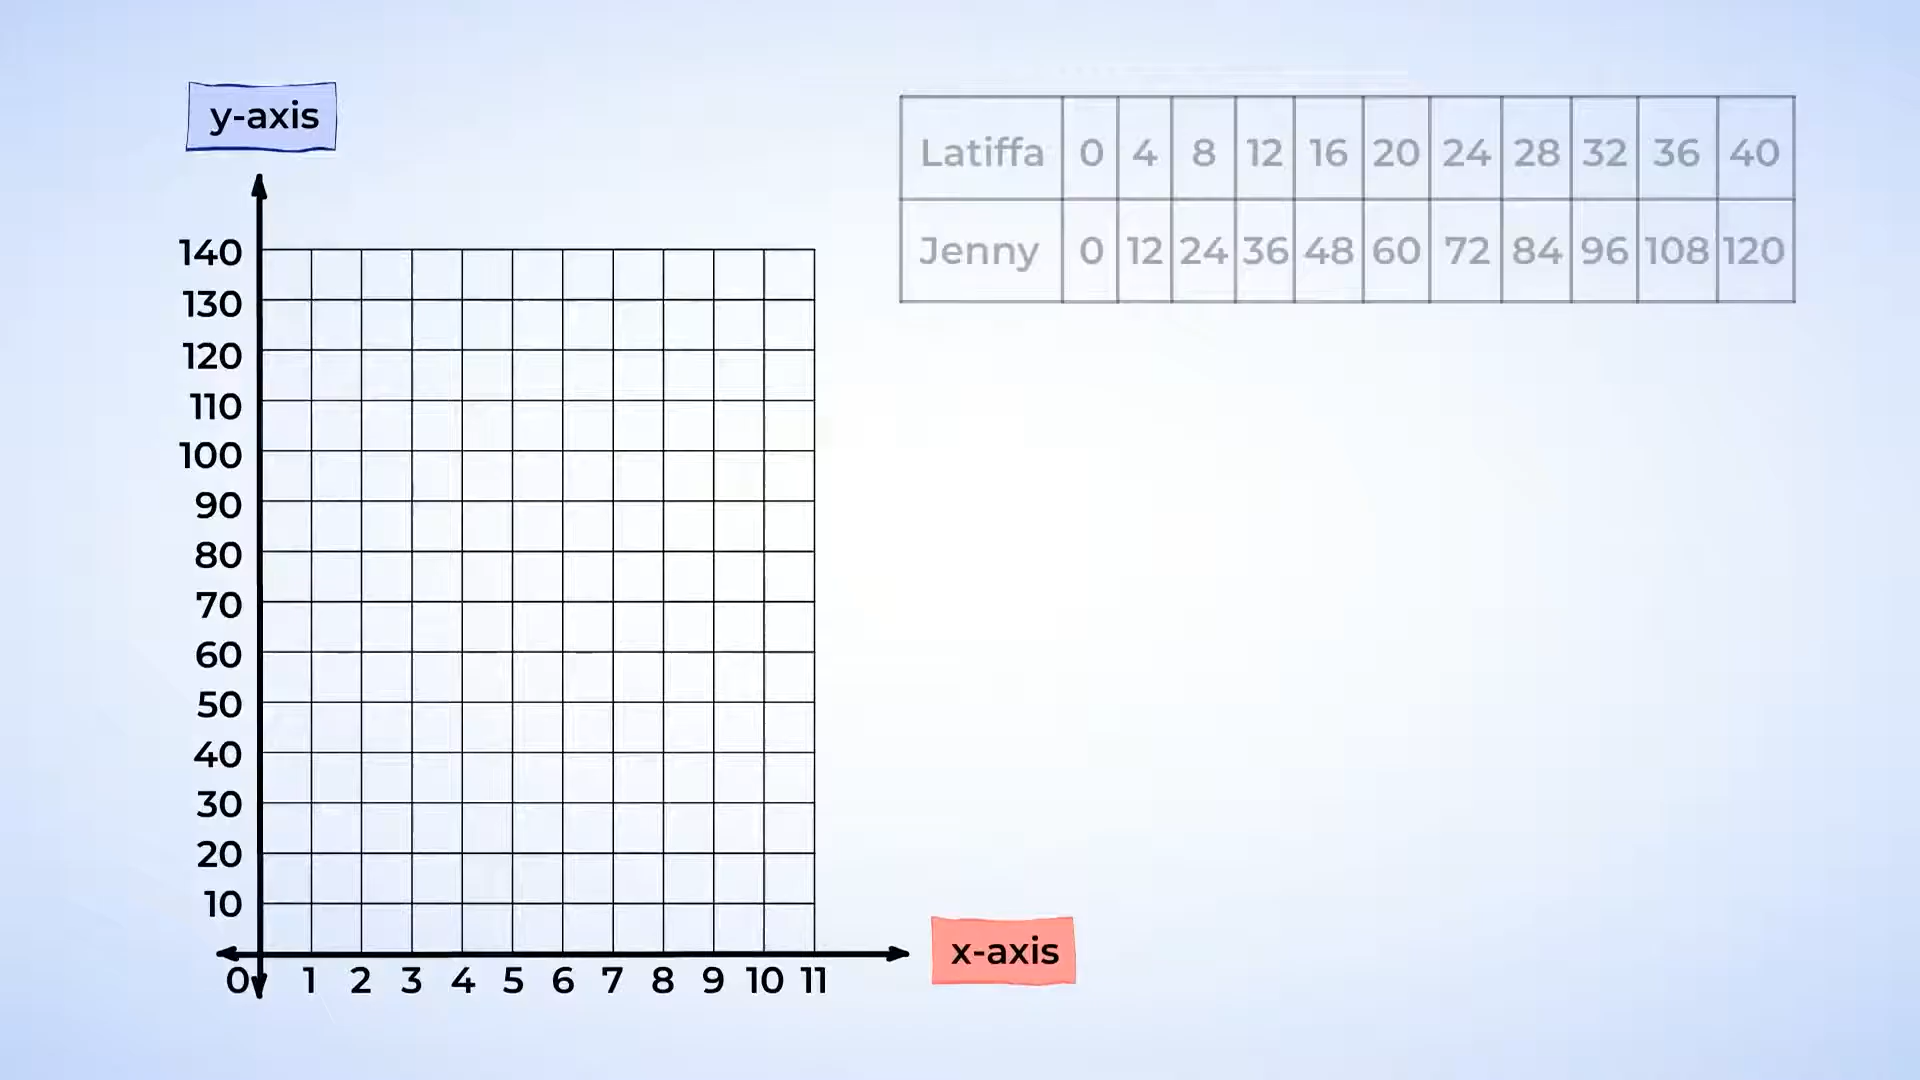 y-axis
Latiffa 0 4 8 12 16 20 24 28 32 36 40
Jenny 0 12 24 36 48 60 72 84 96 108 120
140
130
120
110
100
90
80
70
60
50
40
30
20
10
0 1 2 3 4 5 6 7 8 9 10 11
x-axis